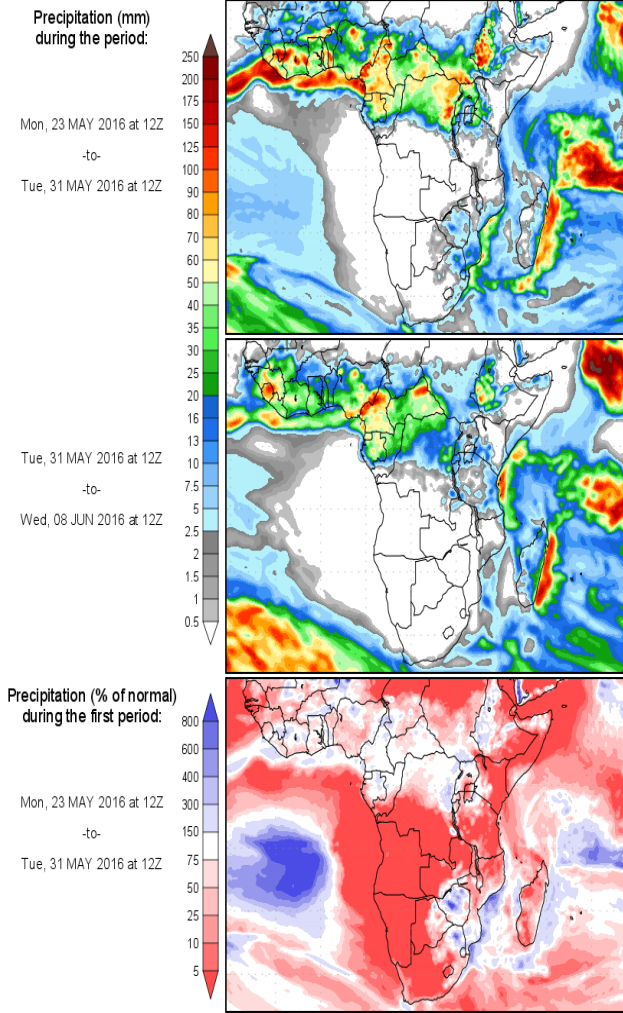 Precipitation (mm)
during the period:
Mon, 23 MAY 2016 at 12Z
-to-
Tue, 31 MAY 2016 at 12Z
250
200
175
150
125
100
90
80
70
60
50
40
35
30
25
20
16
13
10
7.5
5
2.5
2
1.5
1
0.5
Tue, 31 MAY 2016 at 12Z
-to-
Wed, 08 JUN 2016 at 12Z
Precipitation (% of normal)
during the first period:
Mon, 23 MAY 2016 at 12Z
-to-
Tue, 31 MAY 2016 at 12Z
800
600
400
300
150
75
50
25
10
5